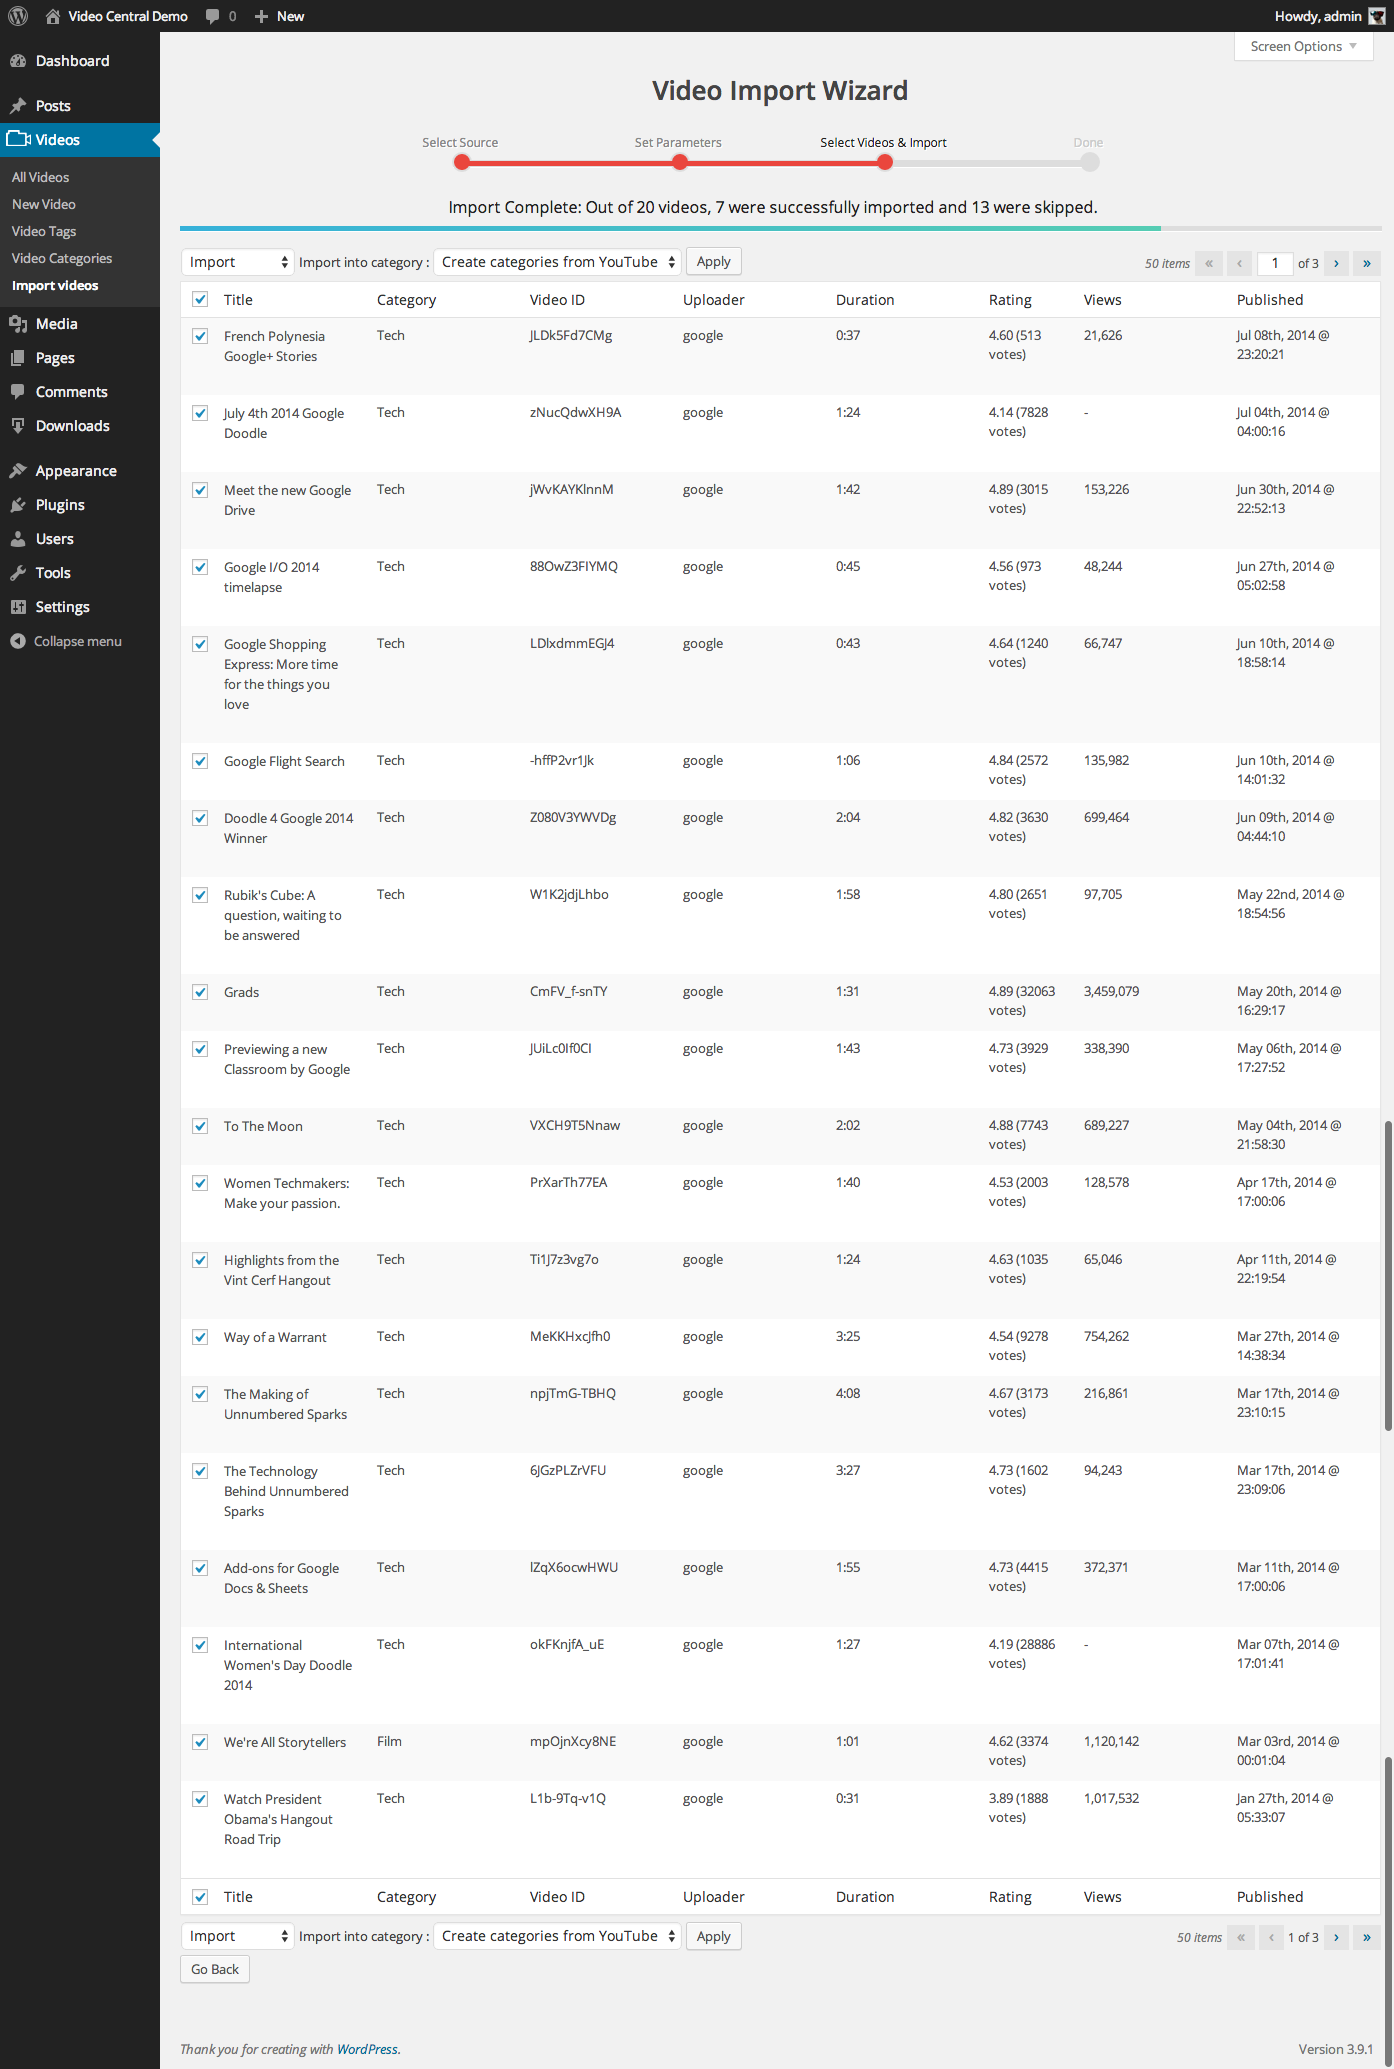 Video Central Demo 0 + New Howdy, admin
Screen Options
Dashboard
Posts
Videos
All Videos
New Video
Video Tags
Video Categories
Import videos
Media
Pages
Comments
Downloads
Appearance
Plugins
Users
Tools
Settings
Collapse menu
Video Import Wizard
Select Source Set Parameters Select Videos & Import Done
Import Complete: Out of 20 videos, 7 were successfully imported and 13 were skipped.
Import Import into category : Create categories from YouTube Apply 50 items « ‹ 1 of 3 › »
Title Category Video ID Uploader Duration Rating Views Published
French Polynesia Tech JLDk5Fd7CMg google 0:37 4.60 (513 21,626 Jul 08th, 2014 @
Google+ Stories votes) 23:20:21
July 4th 2014 Google Tech zNucQdwXH9A google 1:24 4.14 (7828 - Jul 04th, 2014 @
Doodle votes) 04:00:16
Meet the new Google Tech jWvKAYKlnnM google 1:42 4.89 (3015 153,226 Jun 30th, 2014 @
Drive votes) 22:52:13
Google I/O 2014 Tech 88OwZ3FIYMQ google 0:45 4.56 (973 48,244 Jun 27th, 2014 @
timelapse votes) 05:02:58
Google Shopping Tech LDlxdmmEGJ4 google 0:43 4.64 (1240 66,747 Jun 10th, 2014 @
Express: More time votes) 18:58:14
for the things you
love
Google Flight Search Tech -hffP2vr1Jk google 1:06 4.84 (2572 135,982 Jun 10th, 2014 @
votes) 14:01:32
Doodle 4 Google 2014 Tech Z080V3YWVDg google 2:04 4.82 (3630 699,464 Jun 09th, 2014 @
Winner votes) 04:44:10
Rubik's Cube: A Tech W1K2jdjLhbo google 1:58 4.80 (2651 97,705 May 22nd, 2014 @
question, waiting to votes) 18:54:56
be answered
Grads Tech CmFV_f-snTY google 1:31 4.89 (32063 3,459,079 May 20th, 2014 @
votes) 16:29:17
Previewing a new Tech JUiLc0If0CI google 1:43 4.73 (3929 338,390 May 06th, 2014 @
Classroom by Google votes) 17:27:52
To The Moon Tech VXCH9T5Nnaw google 2:02 4.88 (7743 689,227 May 04th, 2014 @
votes) 21:58:30
Women Techmakers: Tech PrXarTh77EA google 1:40 4.53 (2003 128,578 Apr 17th, 2014 @
Make your passion. votes) 17:00:06
Highlights from the Tech Ti1J7z3vg7o google 1:24 4.63 (1035 65,046 Apr 11th, 2014 @
Vint Cerf Hangout votes) 22:19:54
Way of a Warrant Tech MeKKHxcJfh0 google 3:25 4.54 (9278 754,262 Mar 27th, 2014 @
votes) 14:38:34
The Making of Tech npjTmG-TBHQ google 4:08 4.67 (3173 216,861 Mar 17th, 2014 @
Unnumbered Sparks votes) 23:10:15
The Technology Tech 6JGzPLZrVFU google 3:27 4.73 (1602 94,243 Mar 17th, 2014 @
Behind Unnumbered votes) 23:09:06
Sparks
Add-ons for Google Tech lZqX6ocwHWU google 1:55 4.73 (4415 372,371 Mar 11th, 2014 @
Docs & Sheets votes) 17:00:06
International Tech okFKnjfA_uE google 1:27 4.19 (28886 - Mar 07th, 2014 @
Women's Day Doodle votes) 17:01:41
2014
We're All Storytellers Film mpOjnXcy8NE google 1:01 4.62 (3374 1,120,142 Mar 03rd, 2014 @
votes) 00:01:04
Watch President Tech L1b-9Tq-v1Q google 0:31 3.89 (1888 1,017,532 Jan 27th, 2014 @
Obama's Hangout votes) 05:33:07
Road Trip
Title Category Video ID Uploader Duration Rating Views Published
Import Import into category : Create categories from YouTube Apply 50 items « ‹ 1 of 3 › »
Go Back
Thank you for creating with WordPress. Version 3.9.1